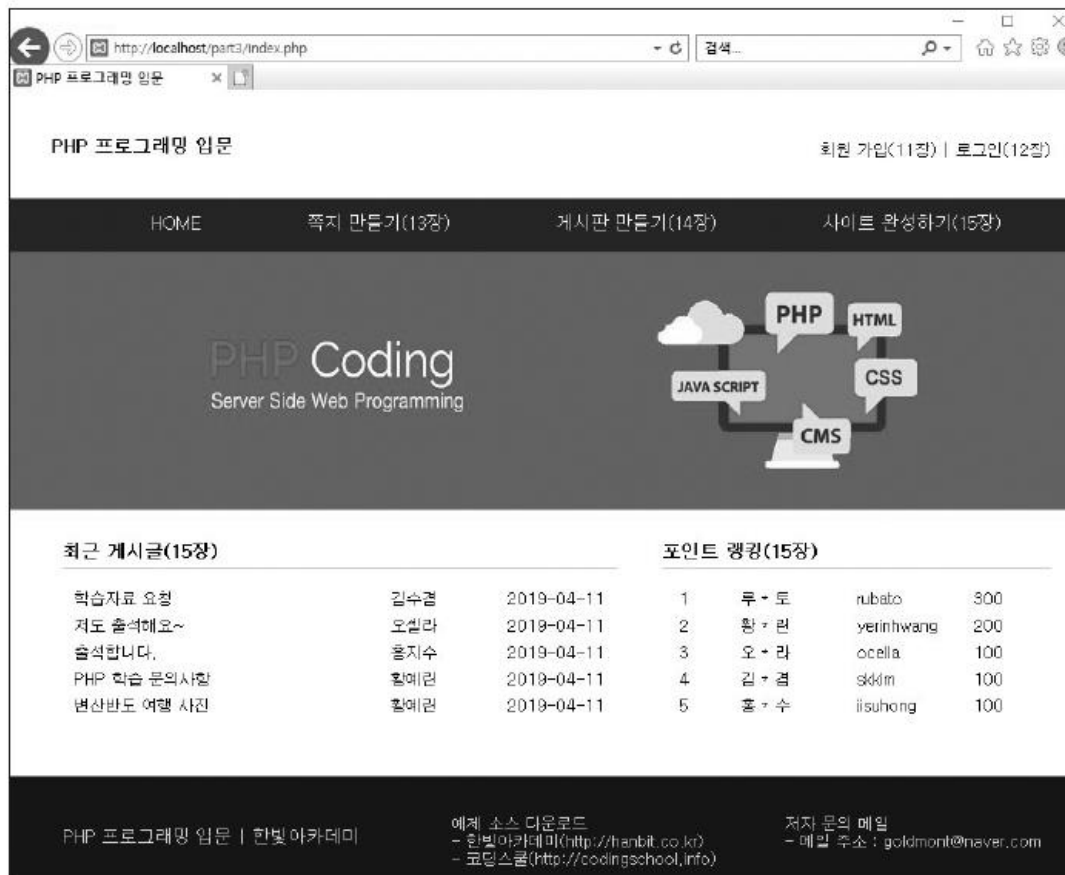 http://localhost/part3/index.php
검색...
PHP 프로그래밍 입문
PHP 프로그래밍 입문
회원 가입(11장) | 로그인(12장)
HOME 쪽지 만들기(13장) 게시판 만들기(14장) 사이트 완성하기(15장)
PHP Coding
Server Side Web Programming
PHP
HTML
JAVA SCRIPT
CSS
CMS
최근 게시글(15장)
학습자료 요청 김수겸 2019-04-11
저도 출석해요~ 오셀라 2019-04-11
출석합니다. 홍지수 2019-04-11
PHP 학습 문의사항 황예린 2019-04-11
변산반도 여행 사진 황예린 2019-04-11
포인트 랭킹(15장)
1 루 * 토 rubato 300
2 황 * 린 yerinhwang 200
3 오 * 라 ocella 100
4 김 * 겸 skkim 100
5 홍 * 수 jisuhong 100
PHP 프로그래밍 입문 | 한빛아카데미
예제 소스 다운로드
- 한빛아카데미(http://hanbit.co.kr)
- 코딩스쿨(http://codingschool.info)
저자 문의 메일
- 메일 주소 : goldmont@naver.com